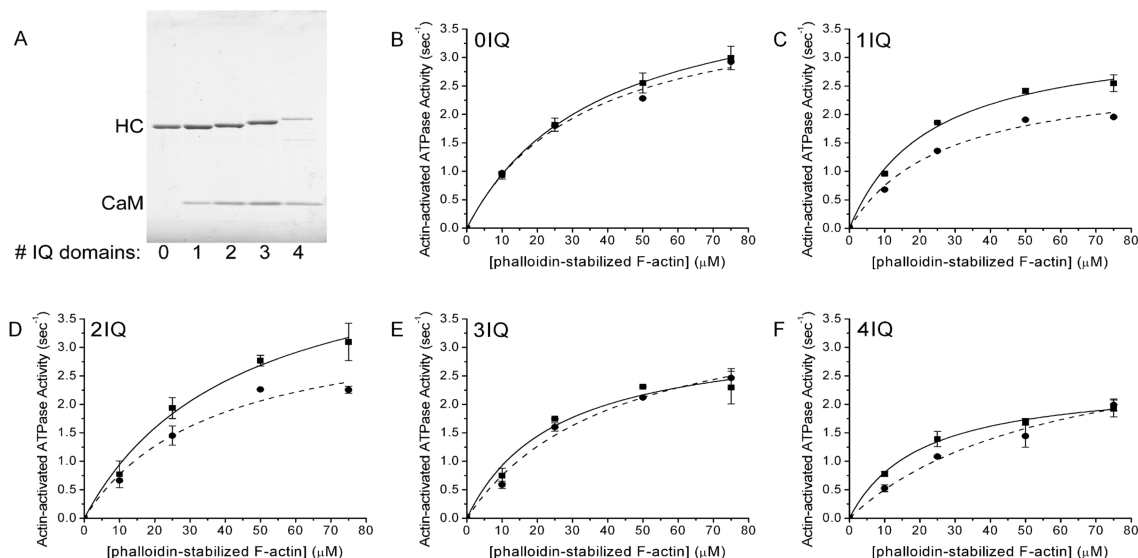 A
HC
CaM
# IQ domains: 0 1 2 3 4
B
0IQ
Actin-activated ATPase Activity (sec⁻¹)
3.5
3.0
2.5
2.0
1.5
1.0
0.5
0.0
0 10 20 30 40 50 60 70 80
[phalloidin-stabilized F-actin] (μM)
C
1IQ
Actin-activated ATPase Activity (sec⁻¹)
3.5
3.0
2.5
2.0
1.5
1.0
0.5
0.0
0 10 20 30 40 50 60 70 80
[phalloidin-stabilized F-actin] (μM)
D
2IQ
Actin-activated ATPase Activity (sec⁻¹)
3.5
3.0
2.5
2.0
1.5
1.0
0.5
0.0
0 10 20 30 40 50 60 70 80
[phalloidin-stabilized F-actin] (μM)
E
3IQ
Actin-activated ATPase Activity (sec⁻¹)
3.5
3.0
2.5
2.0
1.5
1.0
0.5
0.0
0 10 20 30 40 50 60 70 80
[phalloidin-stabilized F-actin] (μM)
F
4IQ
Actin-activated ATPase Activity (sec⁻¹)
3.5
3.0
2.5
2.0
1.5
1.0
0.5
0.0
0 10 20 30 40 50 60 70 80
[phalloidin-stabilized F-actin] (μM)